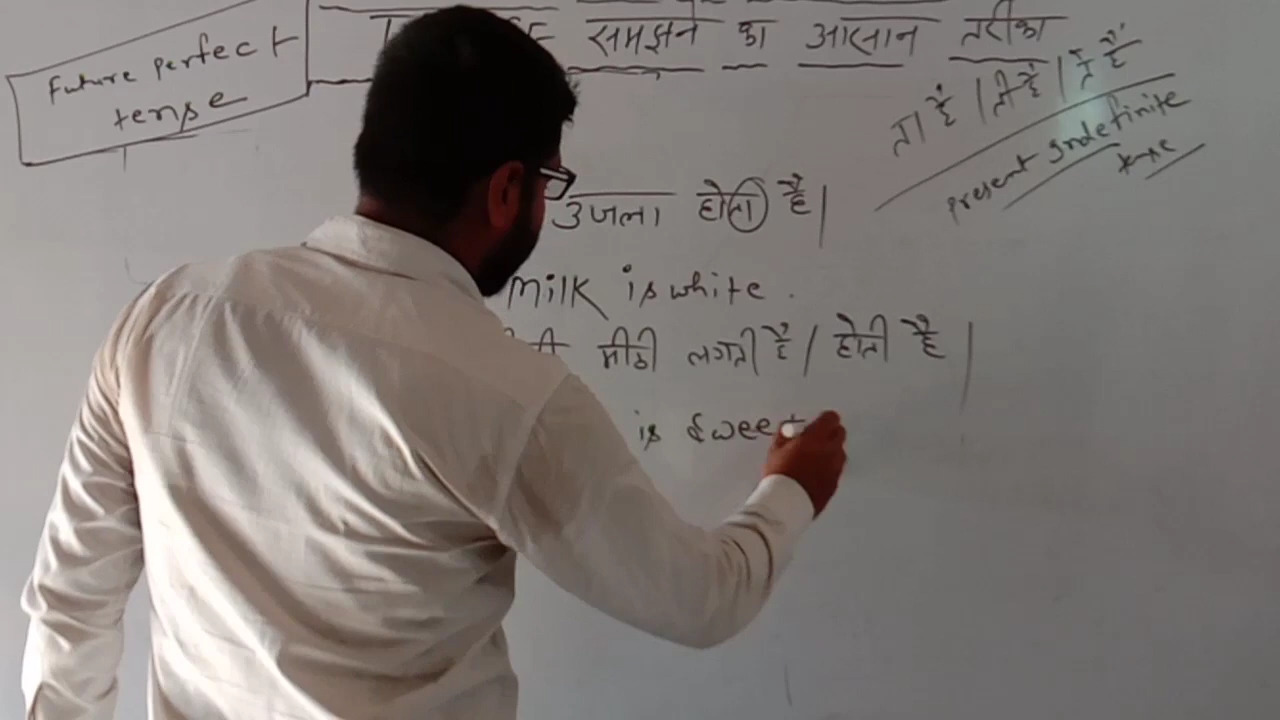 Future perfect
tense
समझने का आसान तरीका
ता है / ती है / ते हैं
present Indefinite
tense
उजला होता है।
milk is white.
मीठी लगती है / होती है।
is sweet